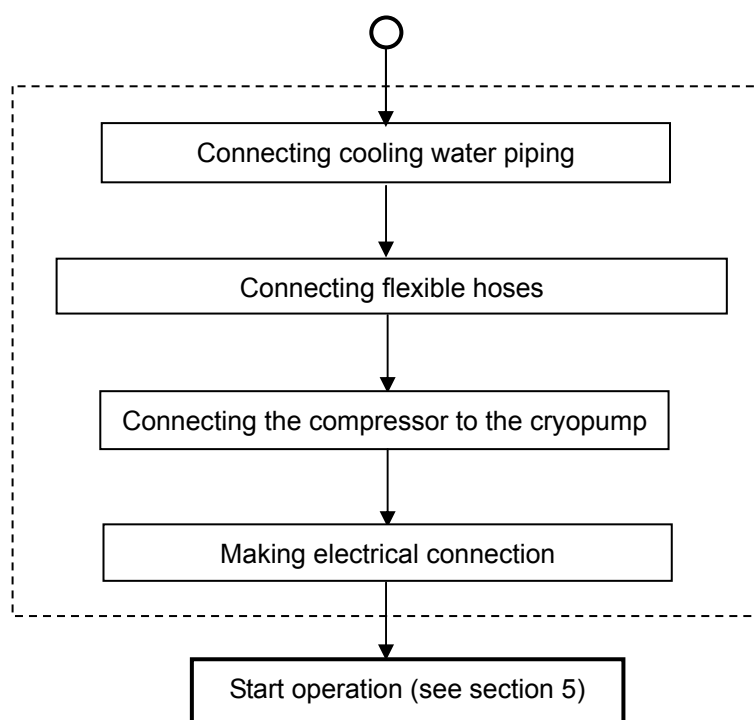 Connecting cooling water piping
Connecting flexible hoses
Connecting the compressor to the cryopump
Making electrical connection
Start operation (see section 5)